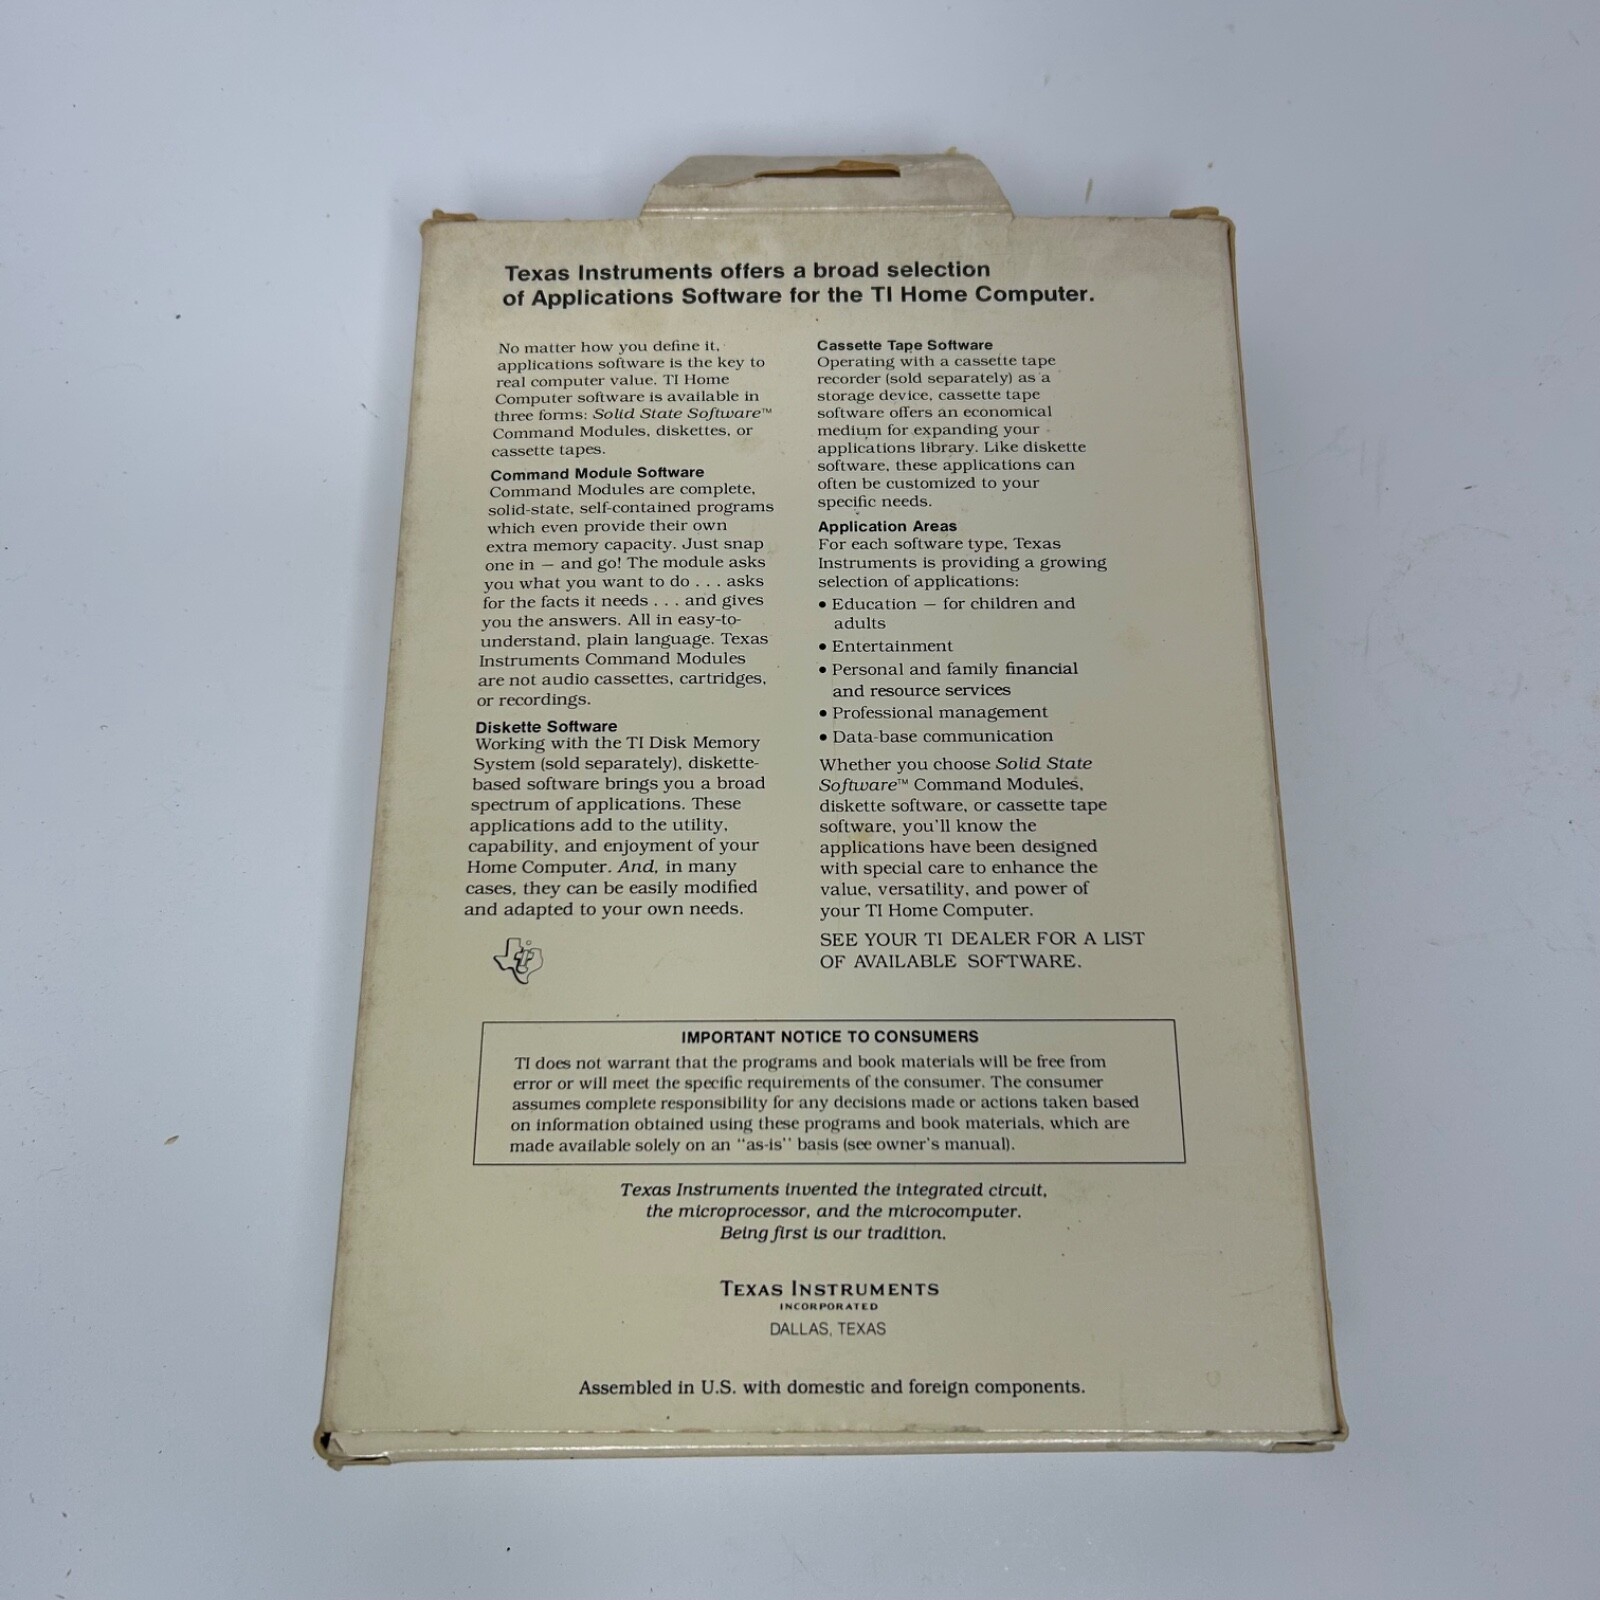 Texas Instruments offers a broad selection
of Applications Software for the TI Home Computer.
No matter how you define it,
applications software is the key to
real computer value. TI Home
Computer software is available in
three forms: Solid State Software™
Command Modules, diskettes, or
cassette tapes.
Command Module Software
Command Modules are complete,
solid-state, self-contained programs
which even provide their own
extra memory capacity. Just snap
one in — and go! The module asks
you what you want to do . . . asks
for the facts it needs . . . and gives
you the answers. All in easy-to-
understand, plain language. Texas
Instruments Command Modules
are not audio cassettes, cartridges,
or recordings.
Diskette Software
Working with the TI Disk Memory
System (sold separately), diskette-
based software brings you a broad
spectrum of applications. These
applications add to the utility,
capability, and enjoyment of your
Home Computer. And, in many
cases, they can be easily modified
and adapted to your own needs.
Cassette Tape Software
Operating with a cassette tape
recorder (sold separately) as a
storage device, cassette tape
software offers an economical
medium for expanding your
applications library. Like diskette
software, these applications can
often be customized to your
specific needs.
Application Areas
For each software type, Texas
Instruments is providing a growing
selection of applications:
• Education — for children and
adults
• Entertainment
• Personal and family financial
and resource services
• Professional management
• Data-base communication
Whether you choose Solid State
Software™ Command Modules,
diskette software, or cassette tape
software, you'll know the
applications have been designed
with special care to enhance the
value, versatility, and power of
your TI Home Computer.
SEE YOUR TI DEALER FOR A LIST
OF AVAILABLE SOFTWARE.
IMPORTANT NOTICE TO CONSUMERS
TI does not warrant that the programs and book materials will be free from
error or will meet the specific requirements of the consumer. The consumer
assumes complete responsibility for any decisions made or actions taken based
on information obtained using these programs and book materials, which are
made available solely on an "as-is" basis (see owner's manual).
Texas Instruments invented the integrated circuit,
the microprocessor, and the microcomputer.
Being first is our tradition.
TEXAS INSTRUMENTS
INCORPORATED
DALLAS, TEXAS
Assembled in U.S. with domestic and foreign components.